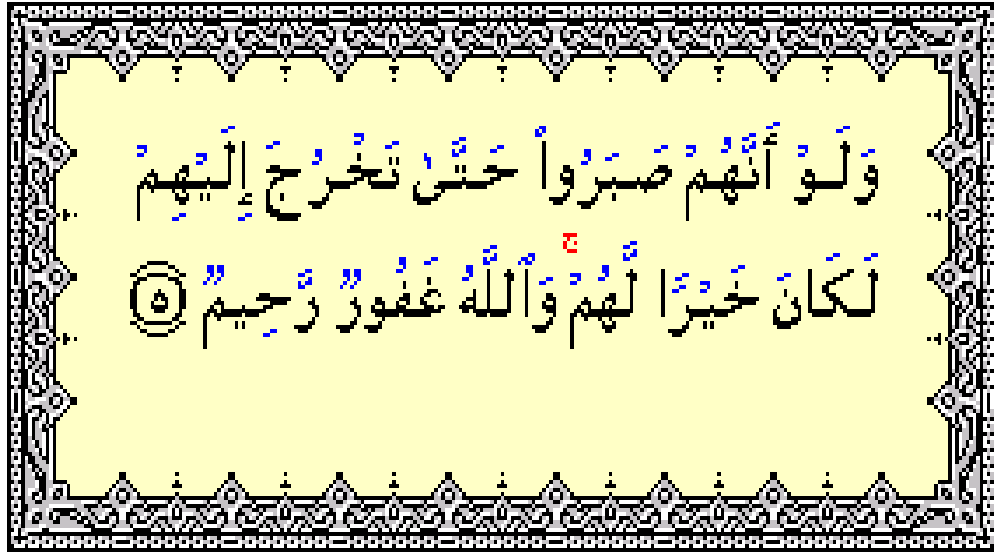 وَلَوْ أَنَّهُمْ صَبَرُوا۟ حَتَّىٰ تَخْرُجَ إِلَيْهِمْ
لَكَانَ خَيْرًا لَّهُمْ ۚ وَٱللَّهُ غَفُورٌ رَّحِيمٌ ٥